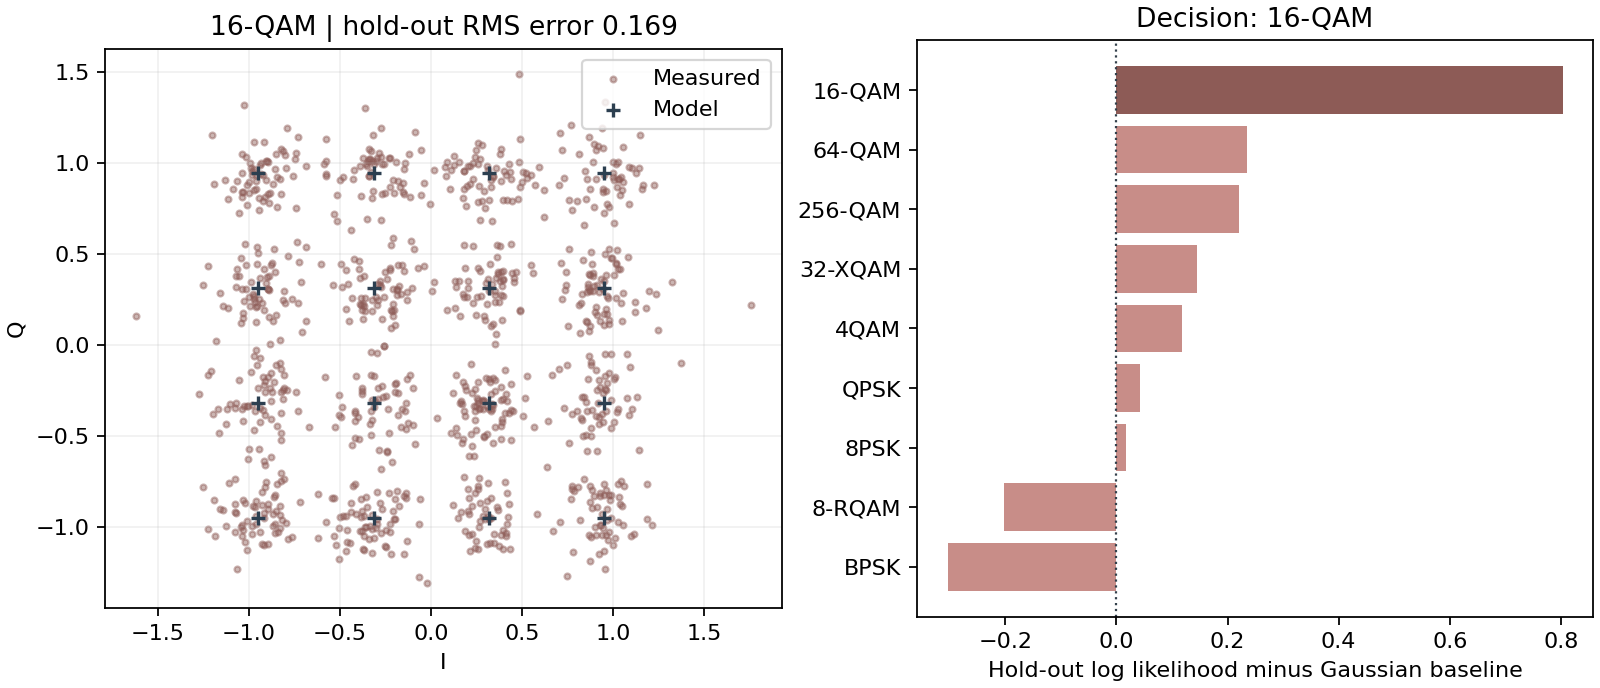 16-QAM | hold-out RMS error 0.169
Measured
Model
1.5
1.0
0.5
0.0
−0.5
−1.0
Q
−1.5
−1.0
−0.5
0.0
0.5
1.0
1.5
I
Decision: 16-QAM
16-QAM
64-QAM
256-QAM
32-XQAM
4QAM
QPSK
8PSK
8-RQAM
BPSK
−0.2
0.0
0.2
0.4
0.6
0.8
Hold-out log likelihood minus Gaussian baseline